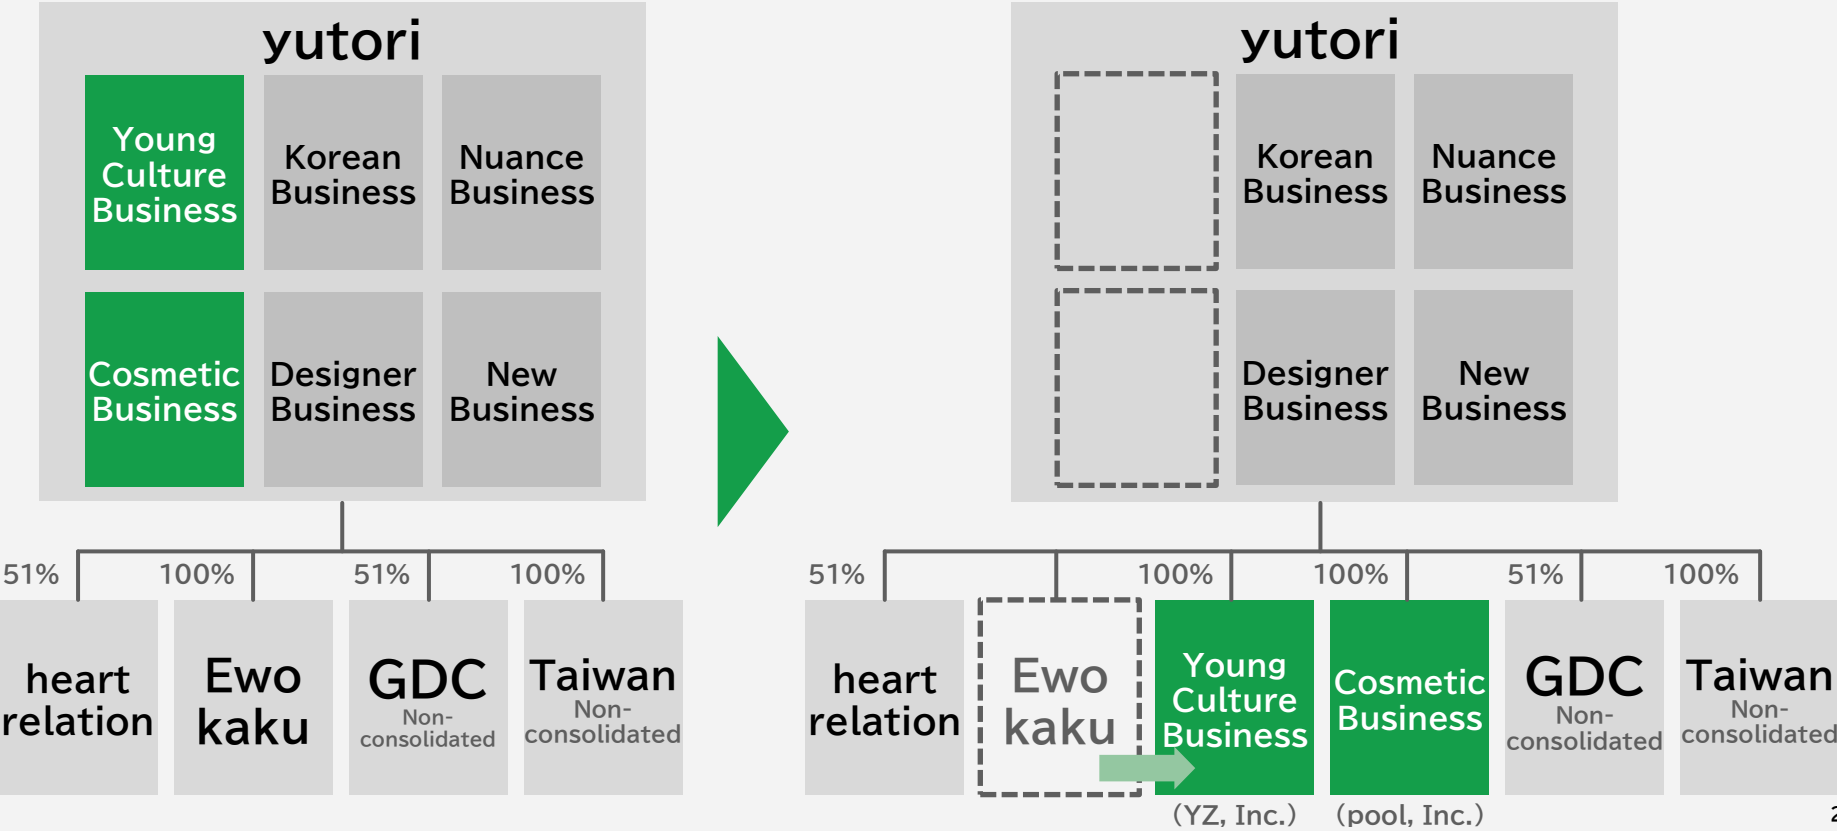 yutori
Young
Culture
Business
Korean
Business
Nuance
Business
Cosmetic
Business
Designer
Business
New
Business
51%
100%
51%
100%
heart
relation
Ewo
kaku
GDC
Non-
consolidated
Taiwan
Non-
consolidated
yutori
Korean
Business
Nuance
Business
Designer
Business
New
Business
51%
100%
100%
51%
100%
heart
relation
Ewo
kaku
Young
Culture
Business
(YZ, Inc.)
Cosmetic
Business
(pool, Inc.)
GDC
Non-
consolidated
Taiwan
Non-
consolidated